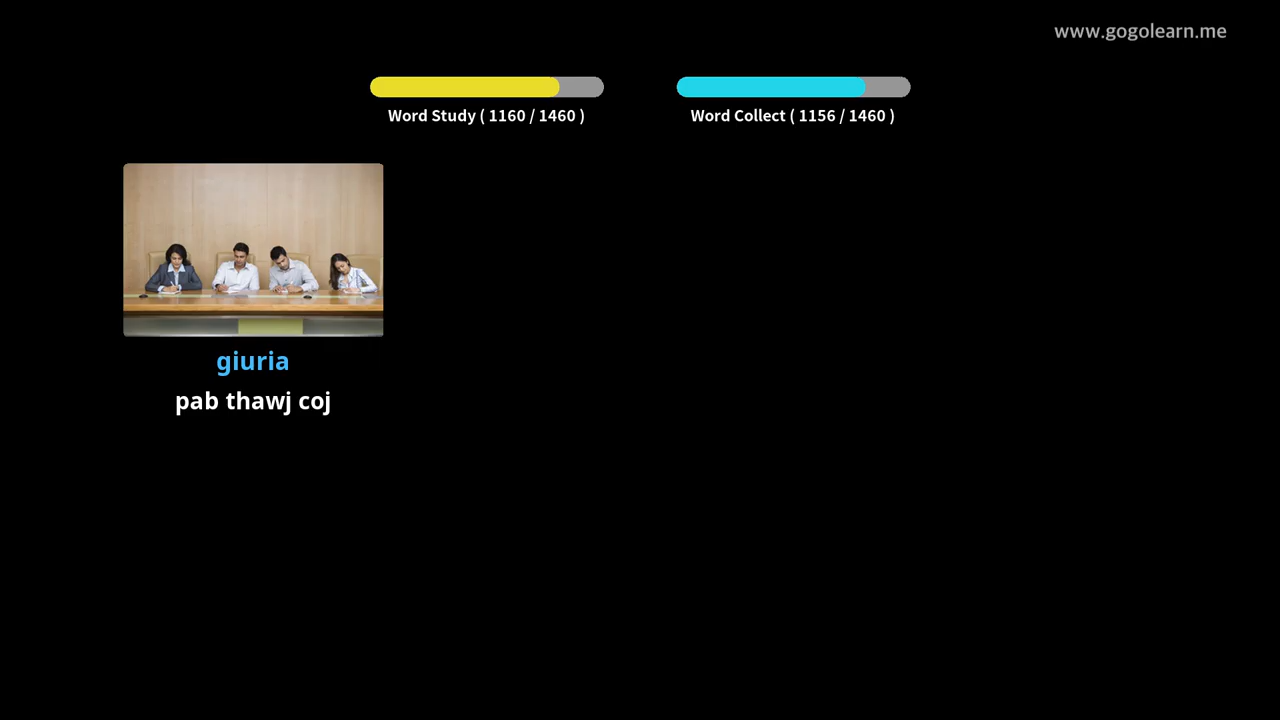 www.gogolearn.me
Word Study ( 1160 / 1460 )
Word Collect ( 1156 / 1460 )
giuria
pab thawj coj